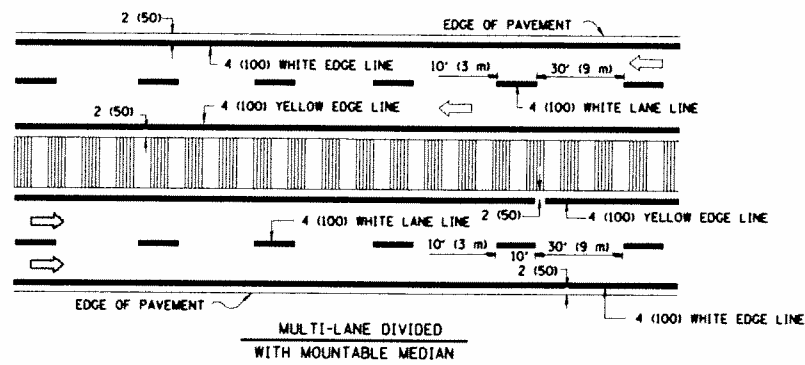 2 (50)
EDGE OF PAVEMENT
4 (100) WHITE EDGE LINE
10' (3 m)
30' (9 m)
2 (50)
4 (100) YELLOW EDGE LINE
4 (100) WHITE LANE LINE
4 (100) WHITE LANE LINE
2 (50)
4 (100) YELLOW EDGE LINE
10' (3 m)
30' (9 m)
10'
2 (50)
EDGE OF PAVEMENT
4 (100) WHITE EDGE LINE
MULTI-LANE DIVIDED
WITH MOUNTABLE MEDIAN